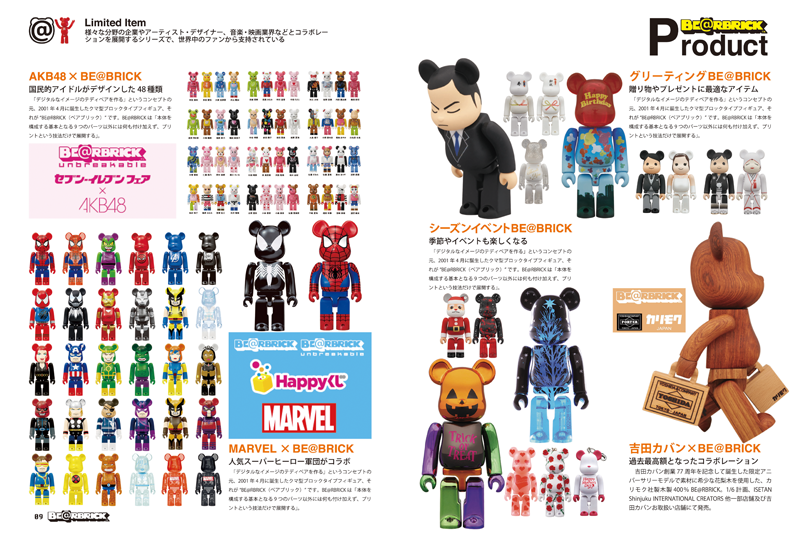 Limited Item
様々な分野の企業やアーティスト・デザイナー、音楽・映画業界などとコラボレー
ションを展開するシリーズで、世界中のファンから支持されている
AKB48 × BE@BRICK
国民的アイドルがデザインした 48 種類
「デジタルなイメージのテディベアを作る」というコンセプトの
元、2001 年 4 月に誕生したクマ型ブロックタイプフィギュア、そ
れが "BE@RBRICK（ベアブリック）" です。BE@RBRICK は「本体を
構成する基本となる 9 つのパーツ以外には何も付け加えず、プリ
ントという技法だけで展開する」。
BE@RBRICK
unbreakable
セブン-イレブン フェア
×
AKB48
BE@RBRICK
BE@RBRICK
unbreakable
Happyくじ
MARVEL
MARVEL × BE@BRICK
人気スーパーヒーロー軍団がコラボ
「デジタルなイメージのテディベアを作る」というコンセプトの
元、2001 年 4 月に誕生したクマ型ブロックタイプフィギュア、そ
れが "BE@RBRICK（ベアブリック）" です。BE@RBRICK は「本体を
構成する基本となる 9 つのパーツ以外には何も付け加えず、プリ
ントという技法だけで展開する」。
89 BE@RBRICK
BE@RBRICK
Product
グリーティング BE@BRICK
贈り物やプレゼントに最適なアイテム
「デジタルなイメージのテディベアを作る」というコンセプトの
元、2001 年 4 月に誕生したクマ型ブロックタイプフィギュア、そ
れが "BE@RBRICK（ベアブリック）" です。BE@RBRICK は「本体を
構成する基本となる 9 つのパーツ以外には何も付け加えず、プリ
ントという技法だけで展開する」。
Happy
Birthday
シーズンイベントBE@BRICK
季節やイベントも楽しくなる
「デジタルなイメージのテディベアを作る」というコンセプトの
元、2001 年 4 月に誕生したクマ型ブロックタイプフィギュア、そ
れが "BE@RBRICK（ベアブリック）" です。BE@RBRICK は「本体を
構成する基本となる 9 つのパーツ以外には何も付け加えず、プリ
ントという技法だけで展開する」。
TRICK
OR
TREAT
BE@RBRICK
PORTER
カリモク
JAPAN
YOSHIDA
吉田カバン×BE@BRICK
過去最高額となったコラボレーション
吉田カバン創業 77 周年を記念して誕生した限定アニ
バーサリーモデルで素材に希少な花梨木を使用した、カ
リモク社製木製 400% BE@RBRICK。1/6 計画、ISETAN
Shinjuku INTERNATIONAL CREATORS 他一部店舗及び吉
田カバンお取扱い店舗にて発売。